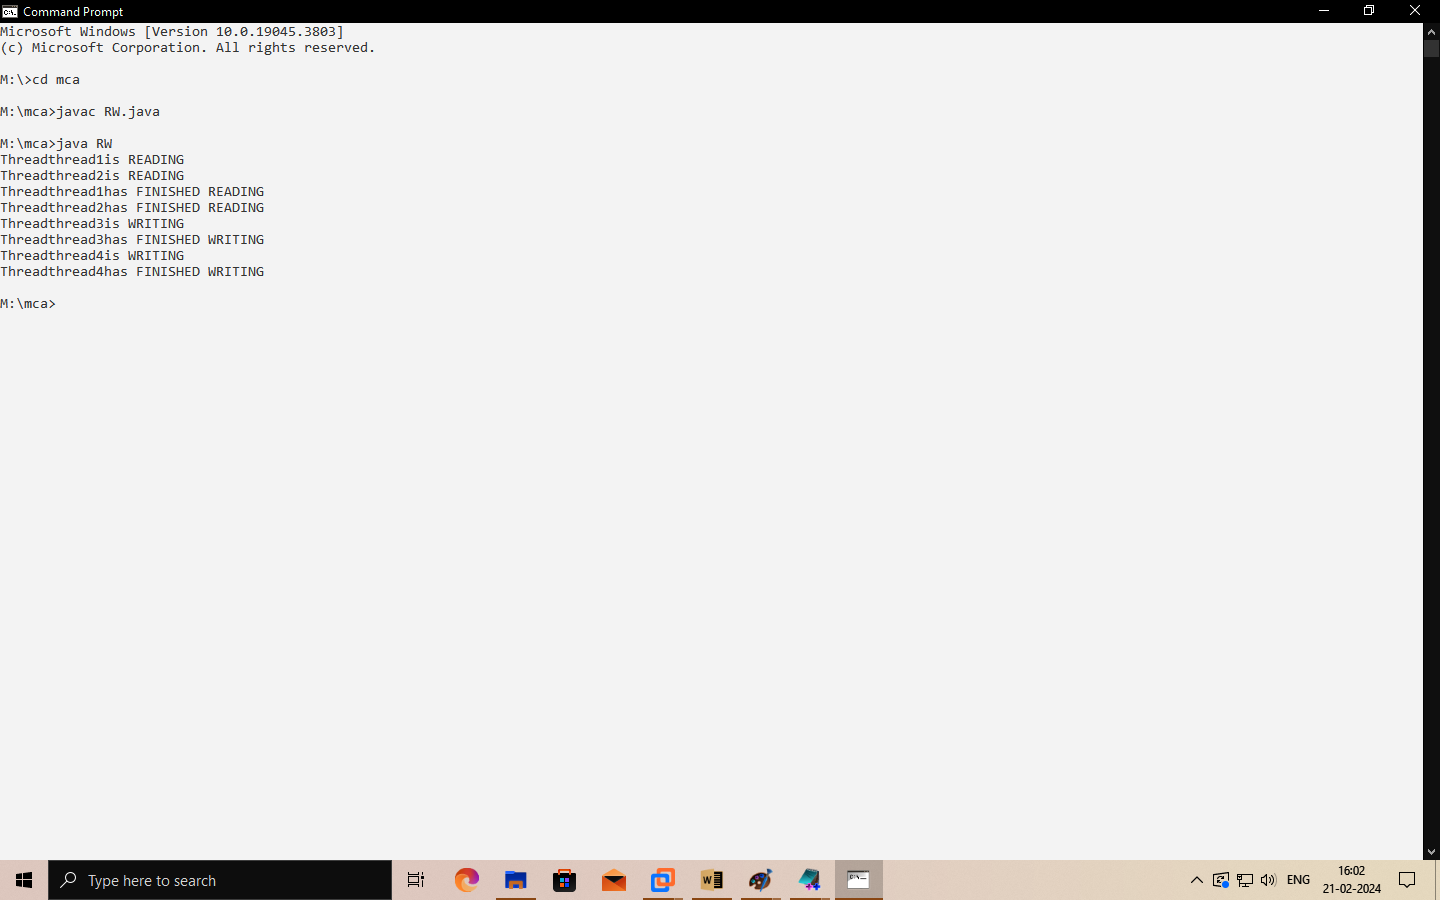 Command Prompt
Microsoft Windows [Version 10.0.19045.3803]
(c) Microsoft Corporation. All rights reserved.
M:\>cd mca
M:\mca>javac RW.java
M:\mca>java RW
Threadthread1is READING
Threadthread2is READING
Threadthread1has FINISHED READING
Threadthread2has FINISHED READING
Threadthread3is WRITING
Threadthread3has FINISHED WRITING
Threadthread4is WRITING
Threadthread4has FINISHED WRITING
M:\mca>
Type here to search
ENG
16:02
21-02-2024